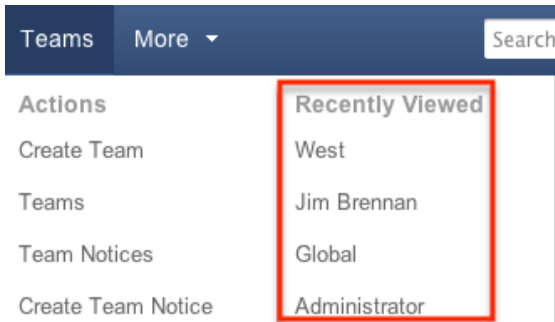 Teams More Search
Actions Recently Viewed
Create Team West
Teams Jim Brennan
Team Notices Global
Create Team Notice Administrator